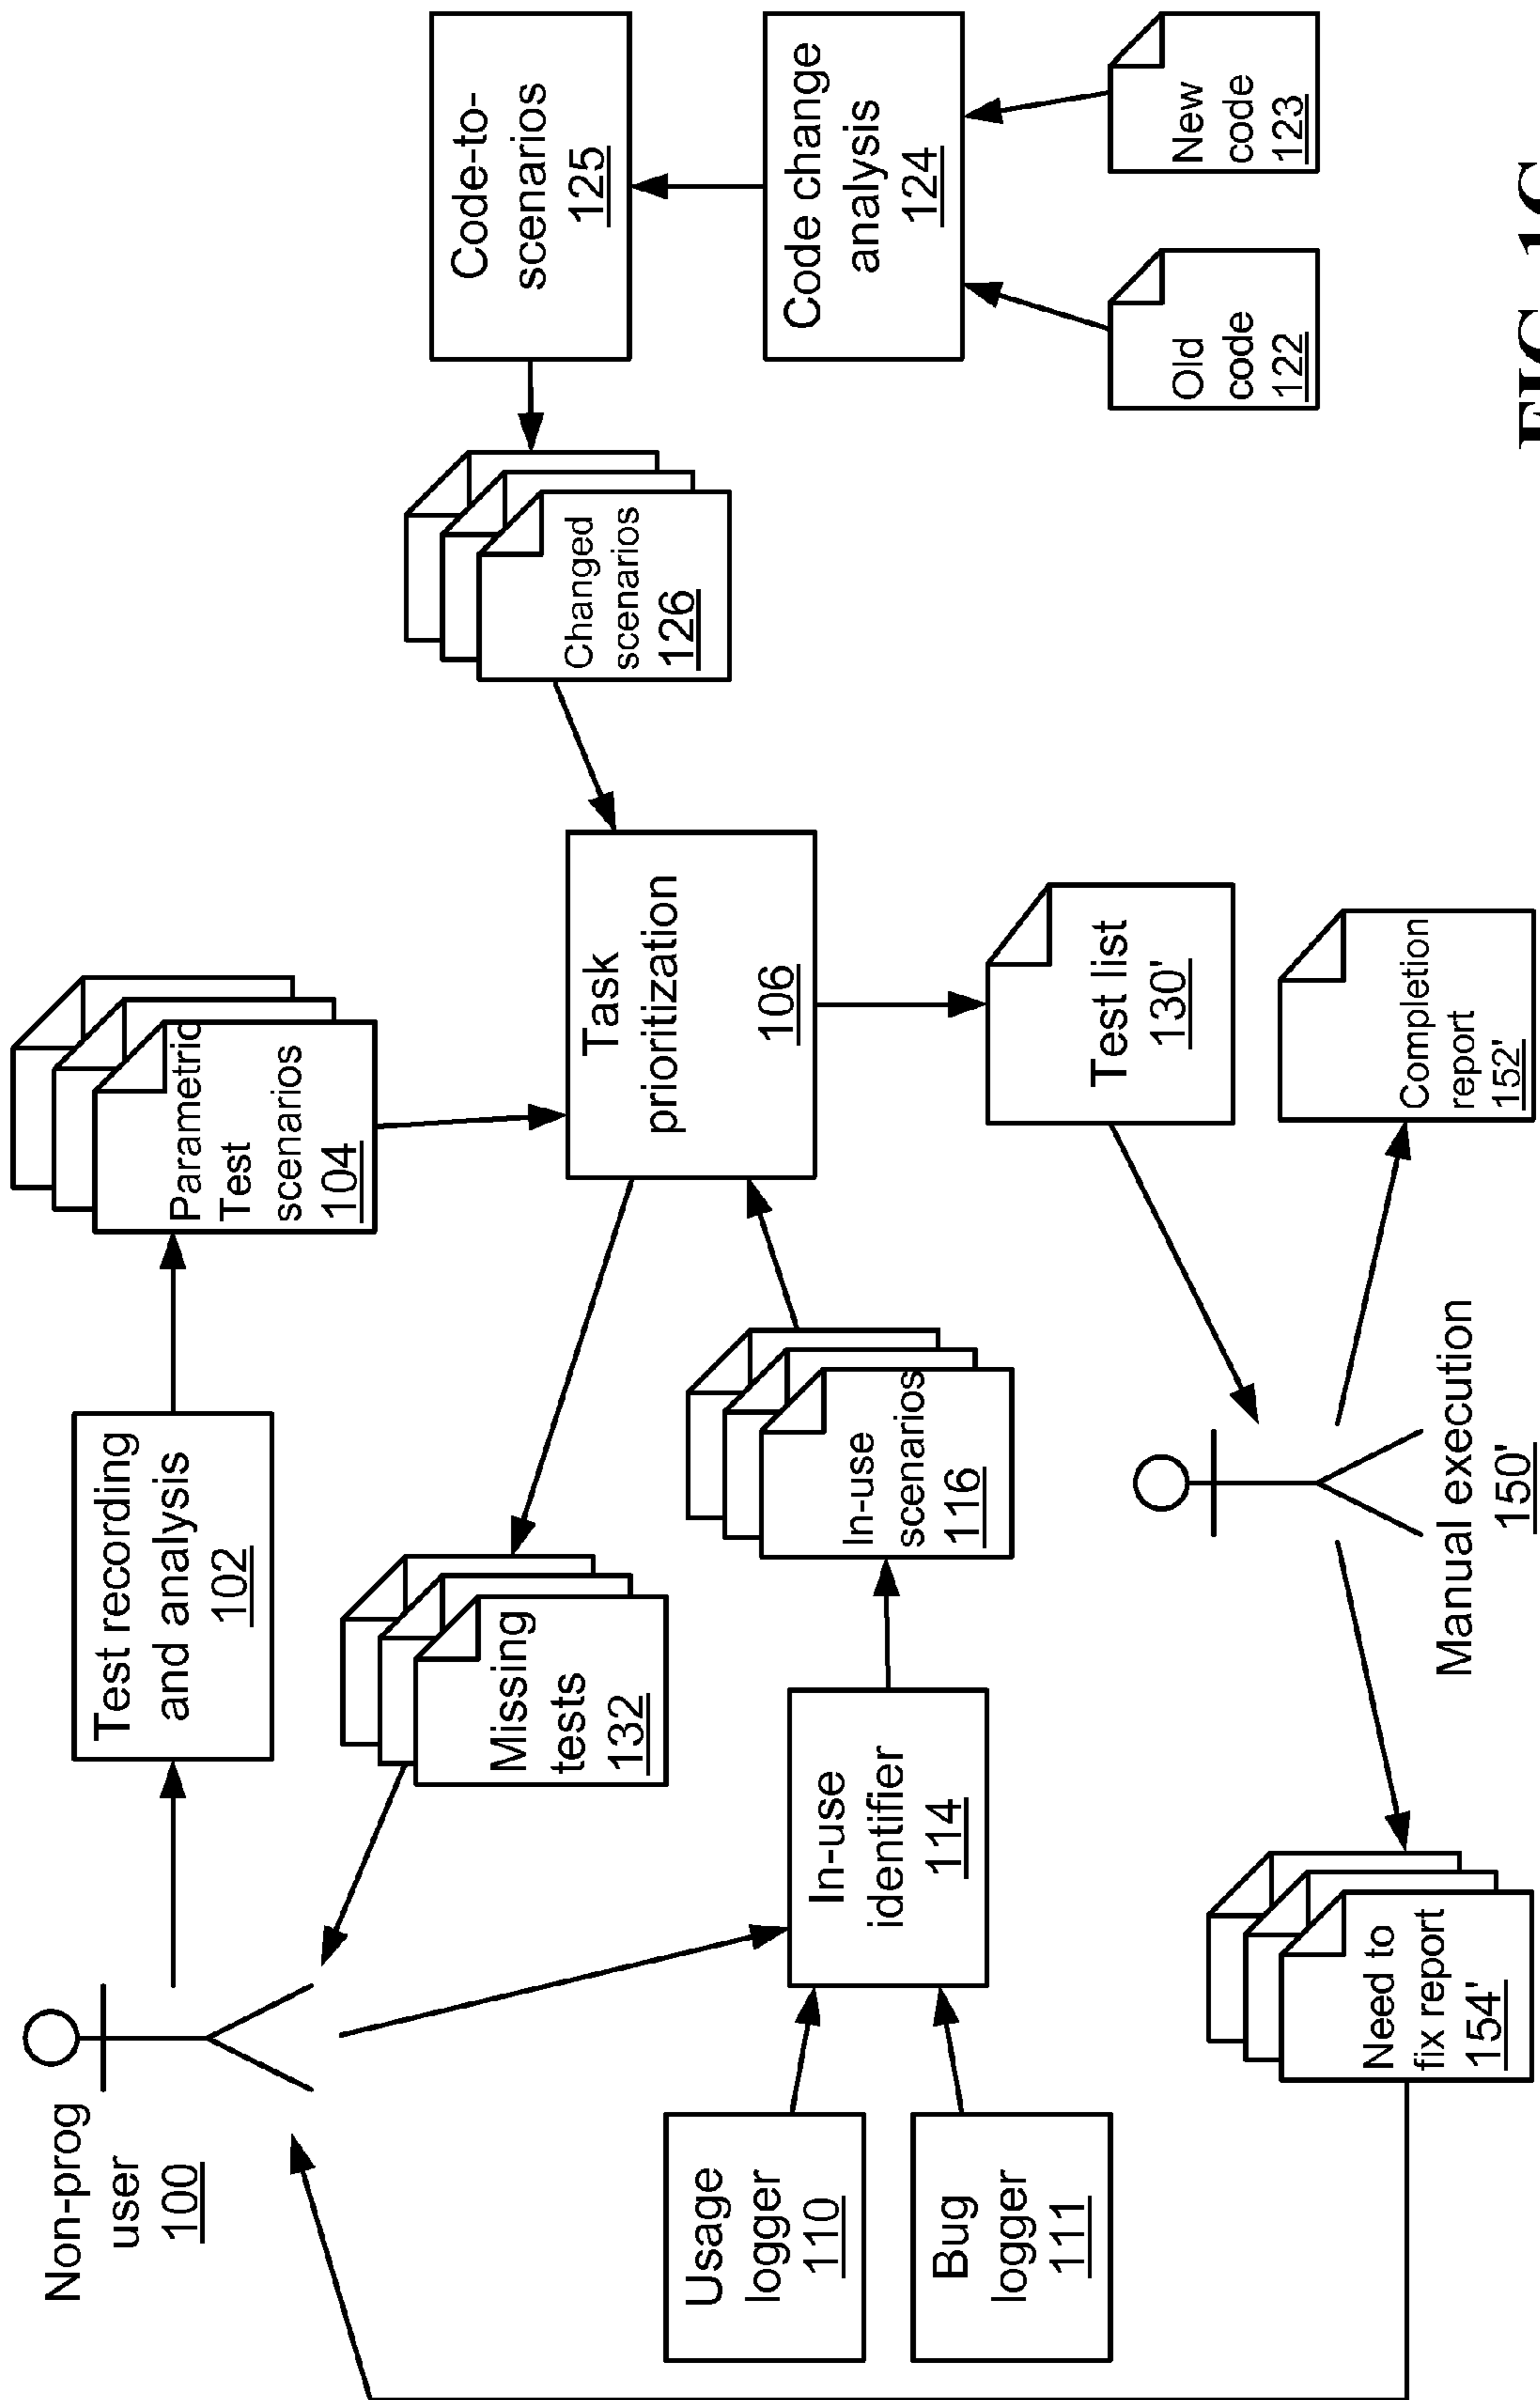 Non-prog
user
100
Test recording
and analysis
102
Parametric
Test
scenarios
104
Missing
tests
132
Task
prioritization
106
Changed
scenarios
126
Code-to-
scenarios
125
Code change
analysis
124
Old
code
122
New
code
123
Usage
logger
110
Bug
logger
111
In-use
identifier
114
In-use
scenarios
116
Test list
130'
Completion
report
152'
Manual execution
150'
Need to
fix report
154'
FIG. 1C